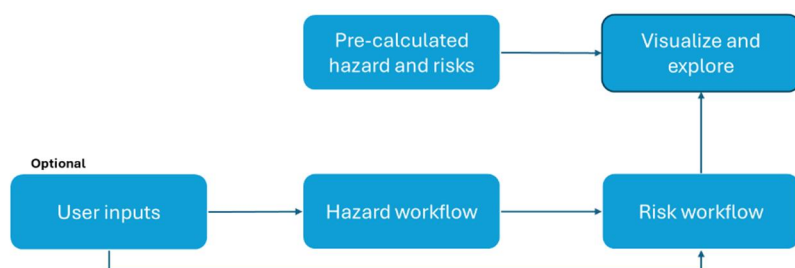 Pre-calculated
hazard and risks
Visualize and
explore
Optional
User inputs
Hazard workflow
Risk workflow